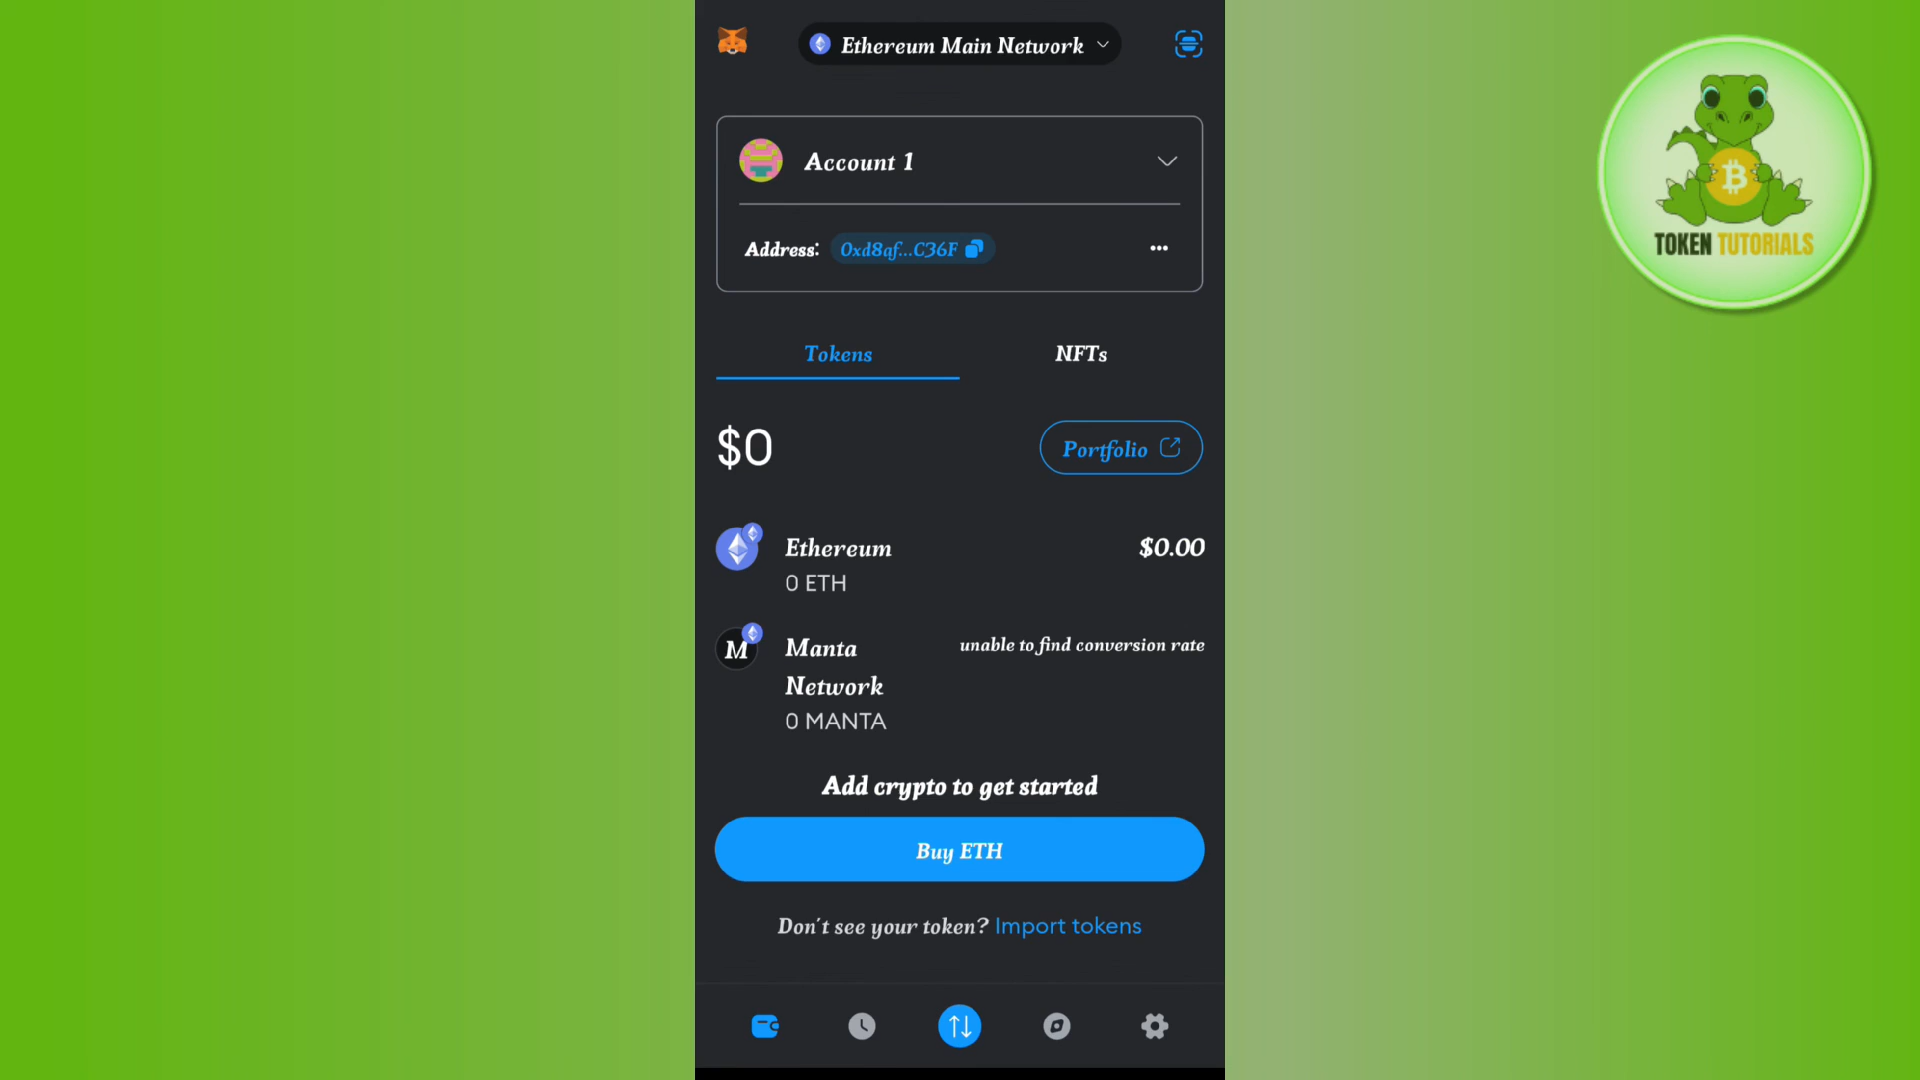 Ethereum Main Network
Account 1
Address: 0xd8af...C36F
Tokens
NFTs
$0
Portfolio
Ethereum
$0.00
0 ETH
M
Manta
Network
unable to find conversion rate
0 MANTA
Add crypto to get started
Buy ETH
Don't see your token? Import tokens
TOKEN TUTORIALS